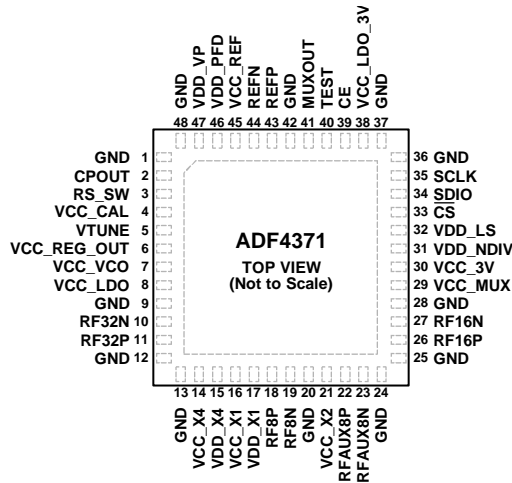 GND
VDD_VP
VDD_PFD
VCC_REF
REFN
REFP
GND
MUXOUT
TEST
CE
VCC_LDO_3V
GND
48 47 46 45 44 43 42 41 40 39 38 37
GND 1
CPOUT 2
RS_SW 3
VCC_CAL 4
VTUNE 5
VCC_REG_OUT 6
VCC_VCO 7
VCC_LDO 8
GND 9
RF32N 10
RF32P 11
GND 12
ADF4371
TOP VIEW
(Not to Scale)
36 GND
35 SCLK
34 SDIO
33 CS
32 VDD_LS
31 VDD_NDIV
30 VCC_3V
29 VCC_MUX
28 GND
27 RF16N
26 RF16P
25 GND
13 14 15 16 17 18 19 20 21 22 23 24
GND
VCC_X4
VDD_X4
VCC_X1
VDD_X1
RF8P
RF8N
GND
VCC_X2
RFAUX8P
RFAUX8N
GND